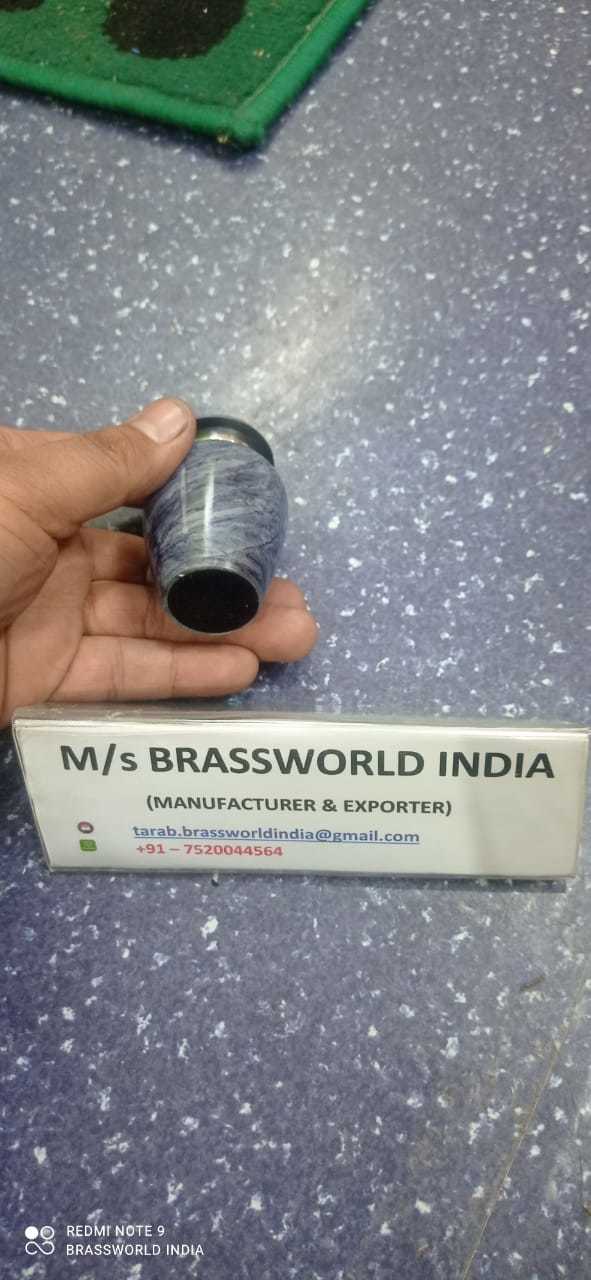 M/s BRASSWORLD INDIA
(MANUFACTURER & EXPORTER)
tarab.brassworldindia@gmail.com
+91 – 7520044564
REDMI NOTE 9
BRASSWORLD INDIA